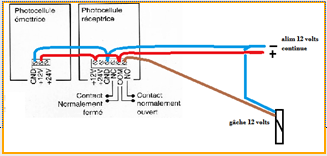 Photocellule
émettrice
Photocellule
réceptrice
alim 12 volts
continue
−
+
GND
+12V
+24V
+12V
+24V
GND
NC
COM
NO
Contact
Normalement
fermé
Contact
normalement
ouvert
gâche 12 volts